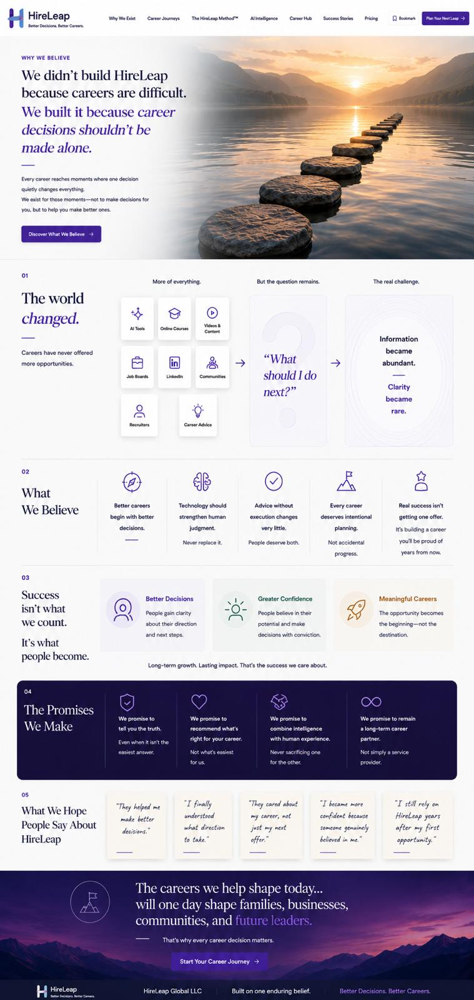 HireLeap
Better Decisions. Better Careers.
Why We Exist
Career Journeys
The HireLeap Method™
AI Intelligence
Career Hub
Success Stories
Pricing
Bookmark
Plan Your Next Leap →
WHY WE BELIEVE
We didn't build HireLeap
because careers are difficult.
We built it because career
decisions shouldn't be
made alone.
Every career reaches moments where one decision
quietly changes everything.
We exist for those moments—not to make decisions for
you, but to help you make better ones.
Discover What We Believe →
01
The world
changed.
Careers have never offered
more opportunities.
More of everything.
AI Tools
Online Courses
Videos &
Content
Job Boards
LinkedIn
Communities
Recruiters
Career Advice
But the question remains.
"What
should I do
next?"
The real challenge.
Information
became
abundant.
Clarity
became
rare.
02
What
We Believe
Better careers
begin with better
decisions.
Technology should
strengthen human
judgment.
Never replace it.
Advice without
execution changes
very little.
People deserve both.
Every career
deserves intentional
planning.
Not accidental
progress.
Real success isn't
getting one offer.
It's building a career
you'll be proud of
years from now.
03
Success
isn't what
we count.
It's what
people become.
Better Decisions
People gain clarity
about their direction
and next steps.
Greater Confidence
People believe in their
potential and make
decisions with conviction.
Meaningful Careers
The opportunity becomes
the beginning—not the
destination.
Long-term growth. Lasting impact. That's the success we care about.
04
The Promises
We Make
We promise to
tell you the truth.
Even when it isn't the
easiest answer.
We promise to
recommend what's
right for your career.
Not what's easiest
for us.
We promise to
combine intelligence
with human experience.
Never sacrificing one
for the other.
We promise to remain
a long-term career
partner.
Not simply a service
provider.
05
What We Hope
People Say About
HireLeap
"They helped me
make better
decisions."
"I finally
understood
what direction
to take."
"They cared about
my career, not
just my next
offer."
"I became more
confident because
someone genuinely
believed in me."
"I still rely on
HireLeap years
after my first
opportunity."
The careers we help shape today...
will one day shape families, businesses,
communities, and future leaders.
That's why every career decision matters.
Start Your Career Journey →
HireLeap
Better Decisions. Better Careers.
HireLeap Global LLC
Built on one enduring belief.
Better Decisions. Better Careers.